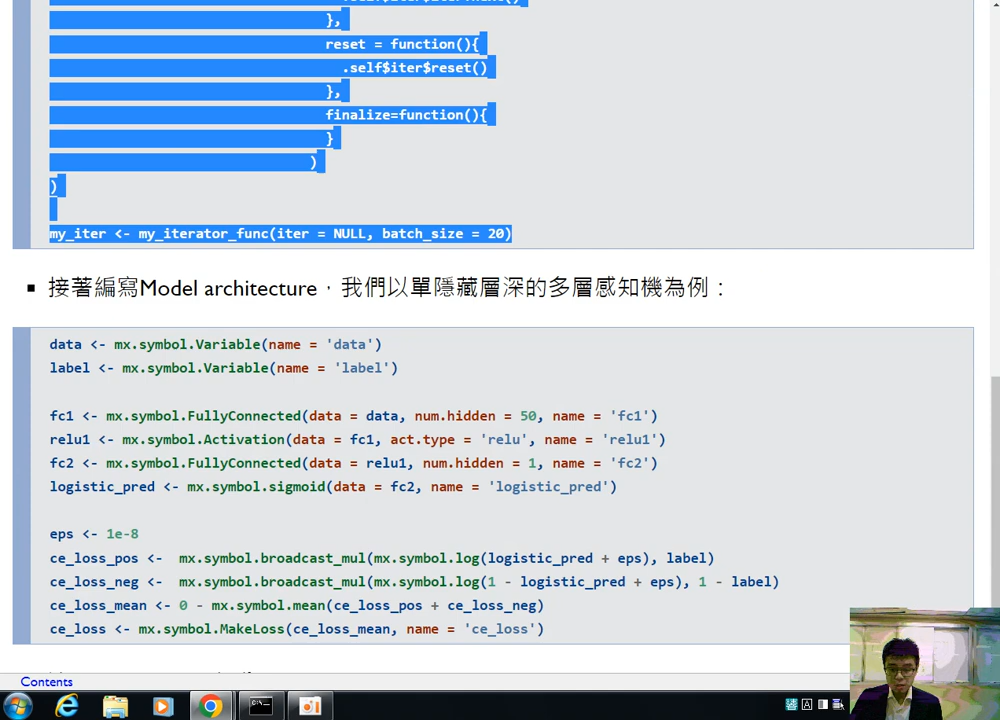 },
reset = function(){
.self$iter$reset()
},
finalize=function(){
}
)
)
my_iter <- my_iterator_func(iter = NULL, batch_size = 20)
▪ 接著編寫Model architecture，我們以單隱藏層深的多層感知機為例：
data <- mx.symbol.Variable(name = 'data')
label <- mx.symbol.Variable(name = 'label')
fc1 <- mx.symbol.FullyConnected(data = data, num.hidden = 50, name = 'fc1')
relu1 <- mx.symbol.Activation(data = fc1, act.type = 'relu', name = 'relu1')
fc2 <- mx.symbol.FullyConnected(data = relu1, num.hidden = 1, name = 'fc2')
logistic_pred <- mx.symbol.sigmoid(data = fc2, name = 'logistic_pred')
eps <- 1e-8
ce_loss_pos <-  mx.symbol.broadcast_mul(mx.symbol.log(logistic_pred + eps), label)
ce_loss_neg <-  mx.symbol.broadcast_mul(mx.symbol.log(1 - logistic_pred + eps), 1 - label)
ce_loss_mean <- 0 - mx.symbol.mean(ce_loss_pos + ce_loss_neg)
ce_loss <- mx.symbol.MakeLoss(ce_loss_mean, name = 'ce_loss')
Contents